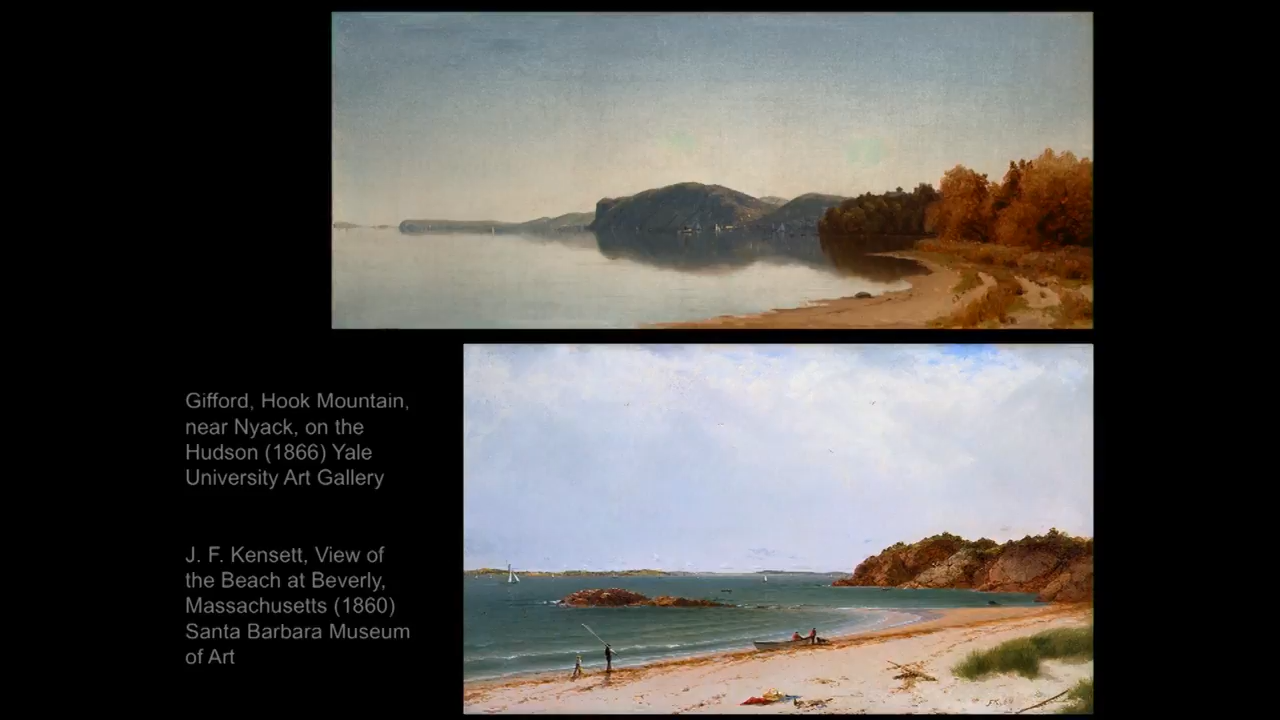 Gifford, Hook Mountain,
near Nyack, on the
Hudson (1866) Yale
University Art Gallery
J. F. Kensett, View of
the Beach at Beverly,
Massachusetts (1860)
Santa Barbara Museum
of Art